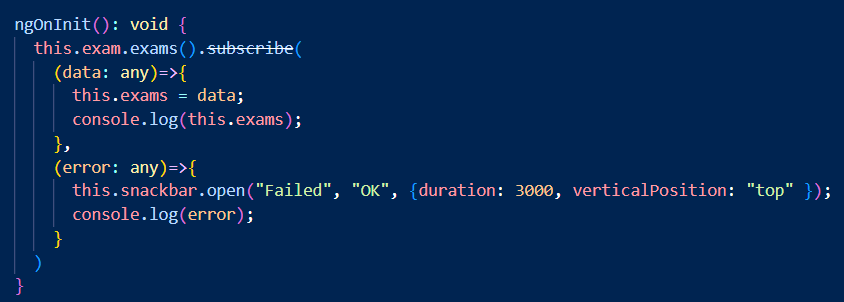 ngOnInit(): void {
  this.exam.exams().subscribe(
    (data: any)=>{
      this.exams = data;
      console.log(this.exams);
    },
    (error: any)=>{
      this.snackbar.open("Failed", "OK", {duration: 3000, verticalPosition: "top" });
      console.log(error);
    }
  )
}